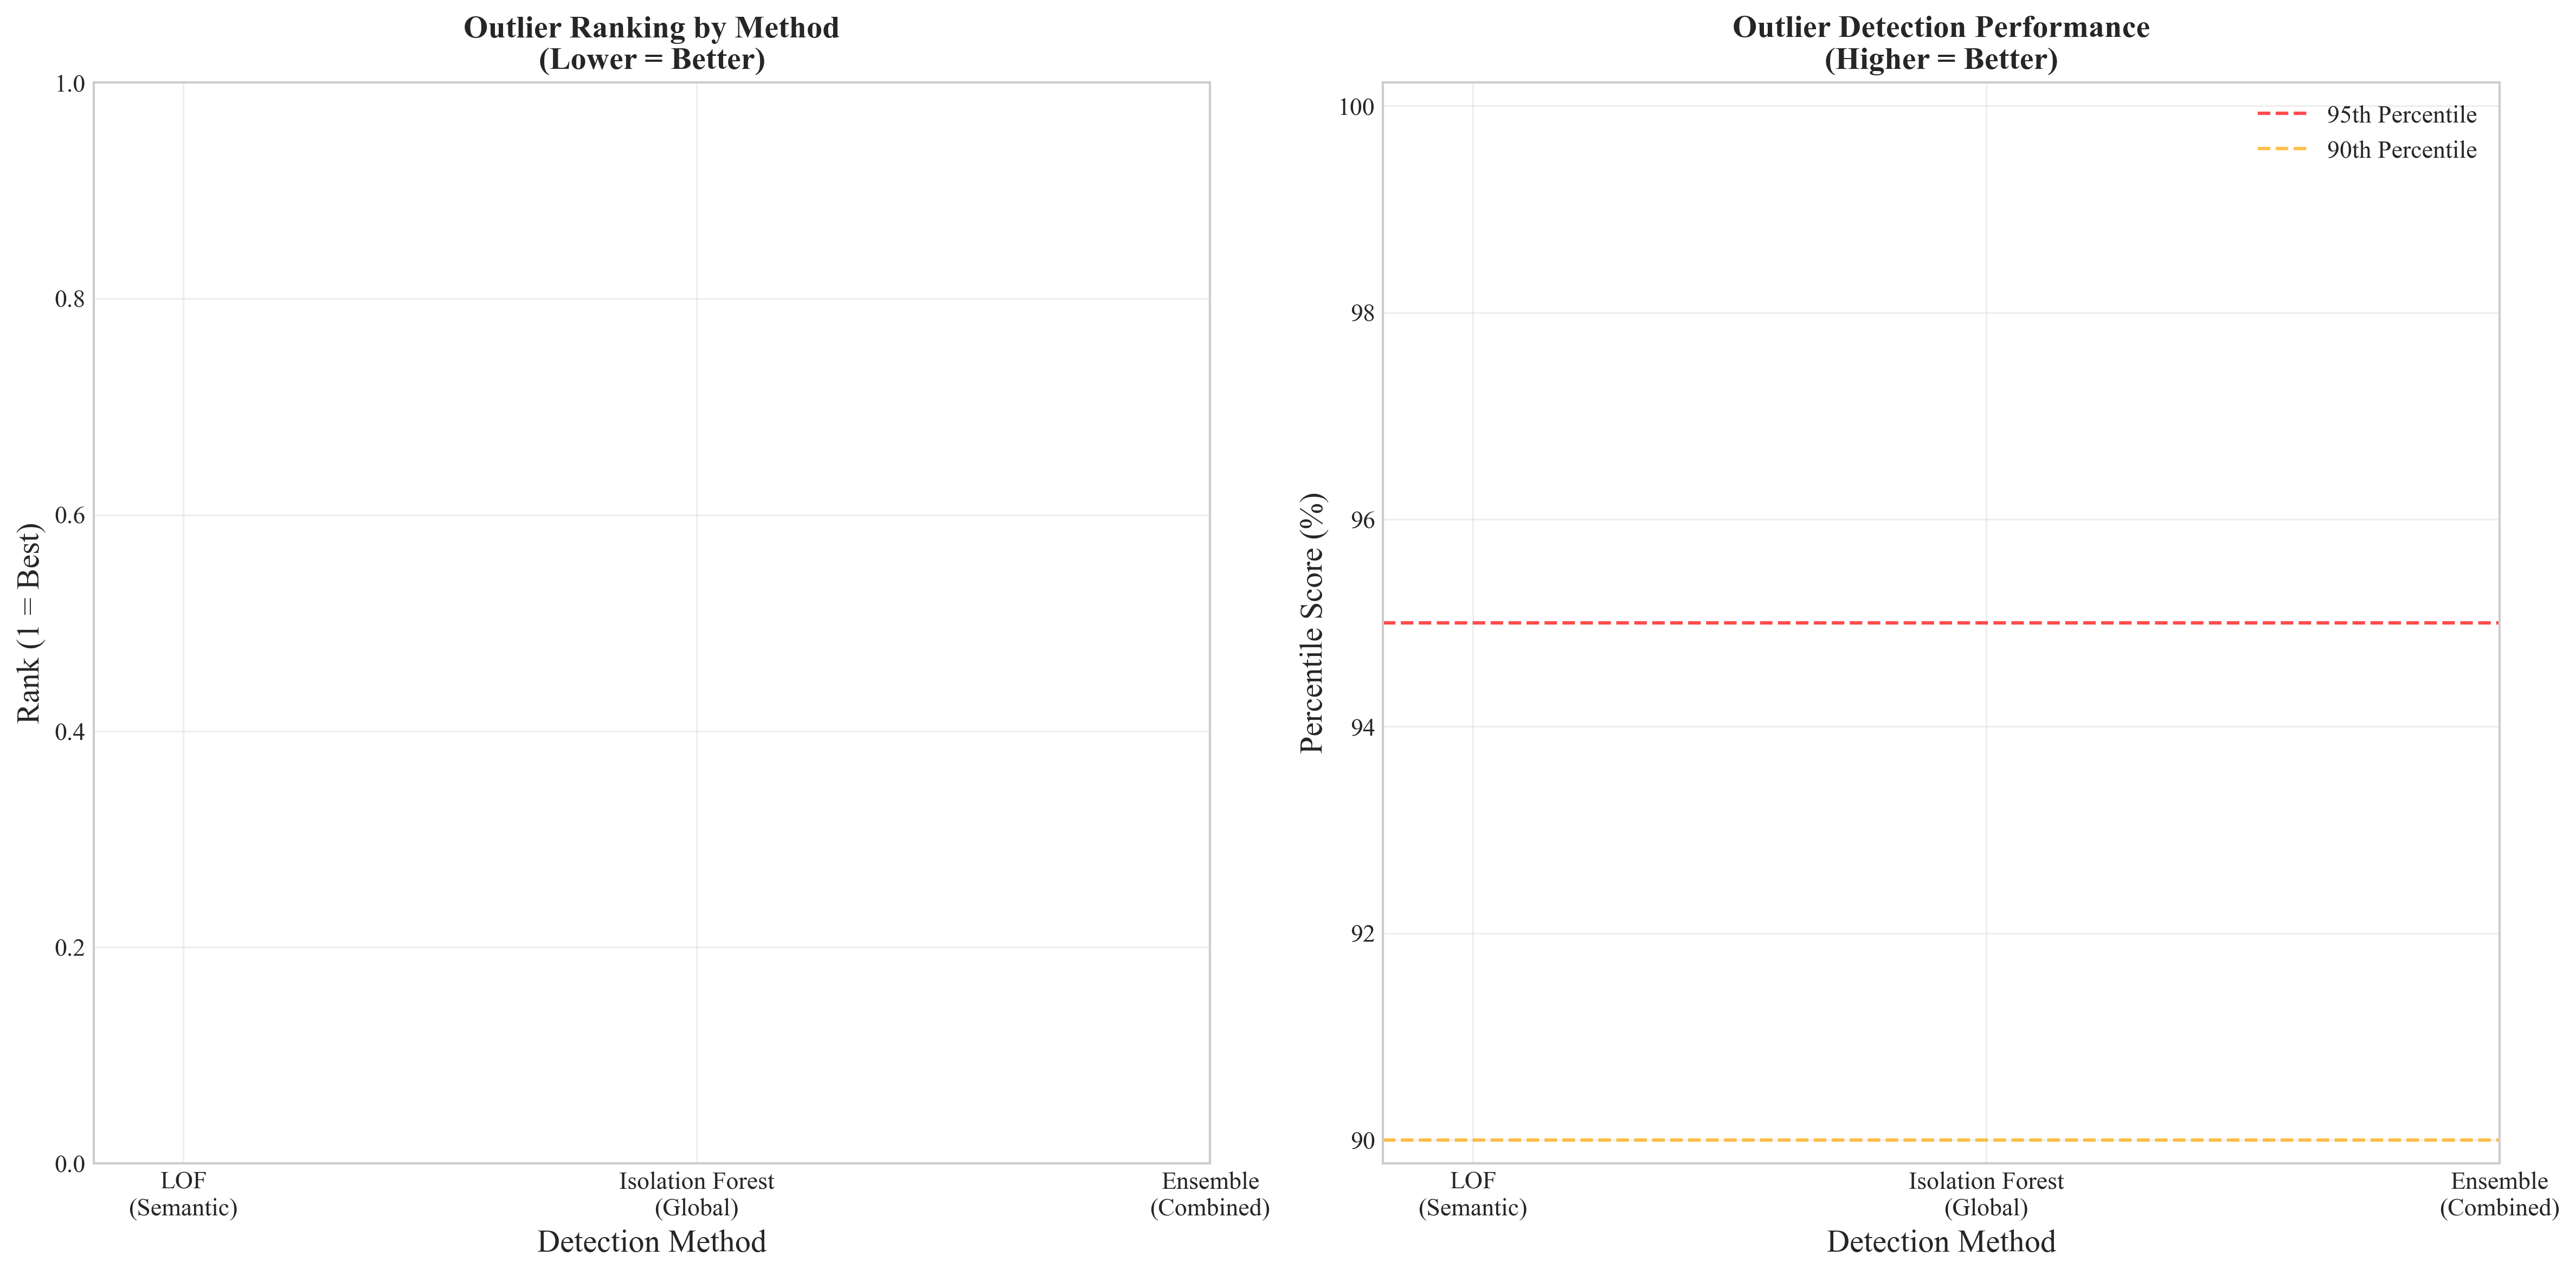 Outlier Ranking by Method
(Lower = Better)
1.0
0.8
0.6
0.4
0.2
0.0
Rank (1 = Best)
LOF
(Semantic)
Isolation Forest
(Global)
Ensemble
(Combined)
Detection Method
Outlier Detection Performance
(Higher = Better)
100
98
96
94
92
90
Percentile Score (%)
95th Percentile
90th Percentile
LOF
(Semantic)
Isolation Forest
(Global)
Ensemble
(Combined)
Detection Method